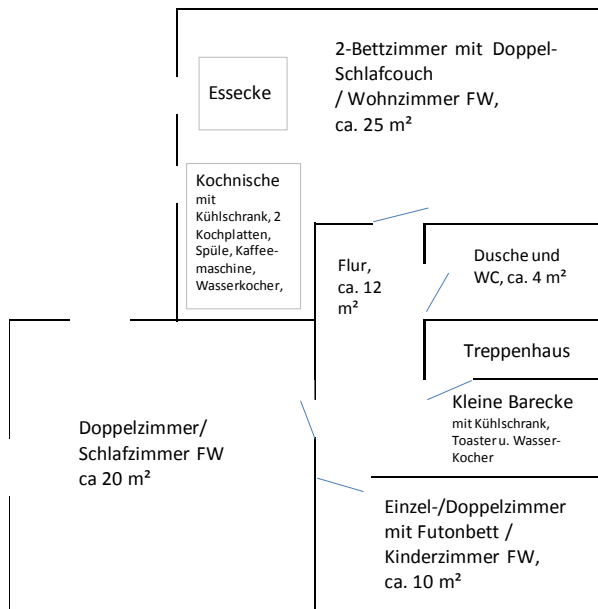 2-Bettzimmer mit Doppel-
Schlafcouch
/ Wohnzimmer FW,
ca. 25 m²
Essecke
Kochnische
mit
Kühlschrank, 2
Kochplatten,
Spüle, Kaffee-
maschine,
Wasserkocher,
Flur,
ca. 12
m²
Dusche und
WC, ca. 4 m²
Treppenhaus
Kleine Barecke
mit Kühlschrank,
Toaster u. Wasser-
Kocher
Doppelzimmer/
Schlafzimmer FW
ca 20 m²
Einzel-/Doppelzimmer
mit Futonbett /
Kinderzimmer FW,
ca. 10 m²